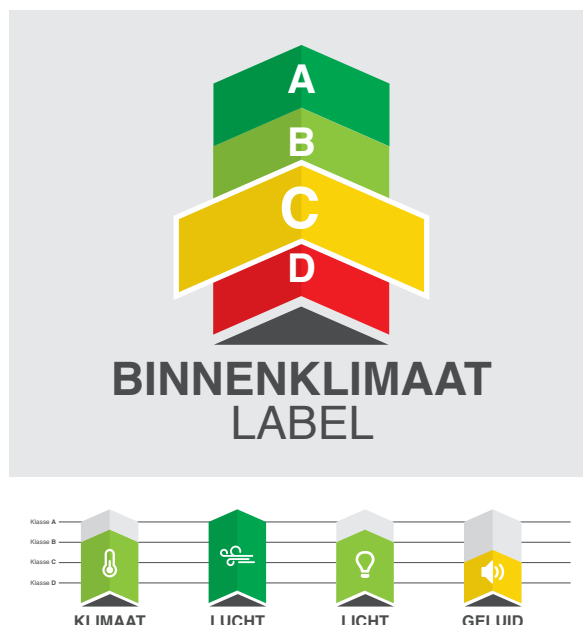 A
B
C
D
BINNENKLIMAAT
LABEL
Klasse A
Klasse B
Klasse C
Klasse D
KLIMAAT LUCHT LICHT GELUID